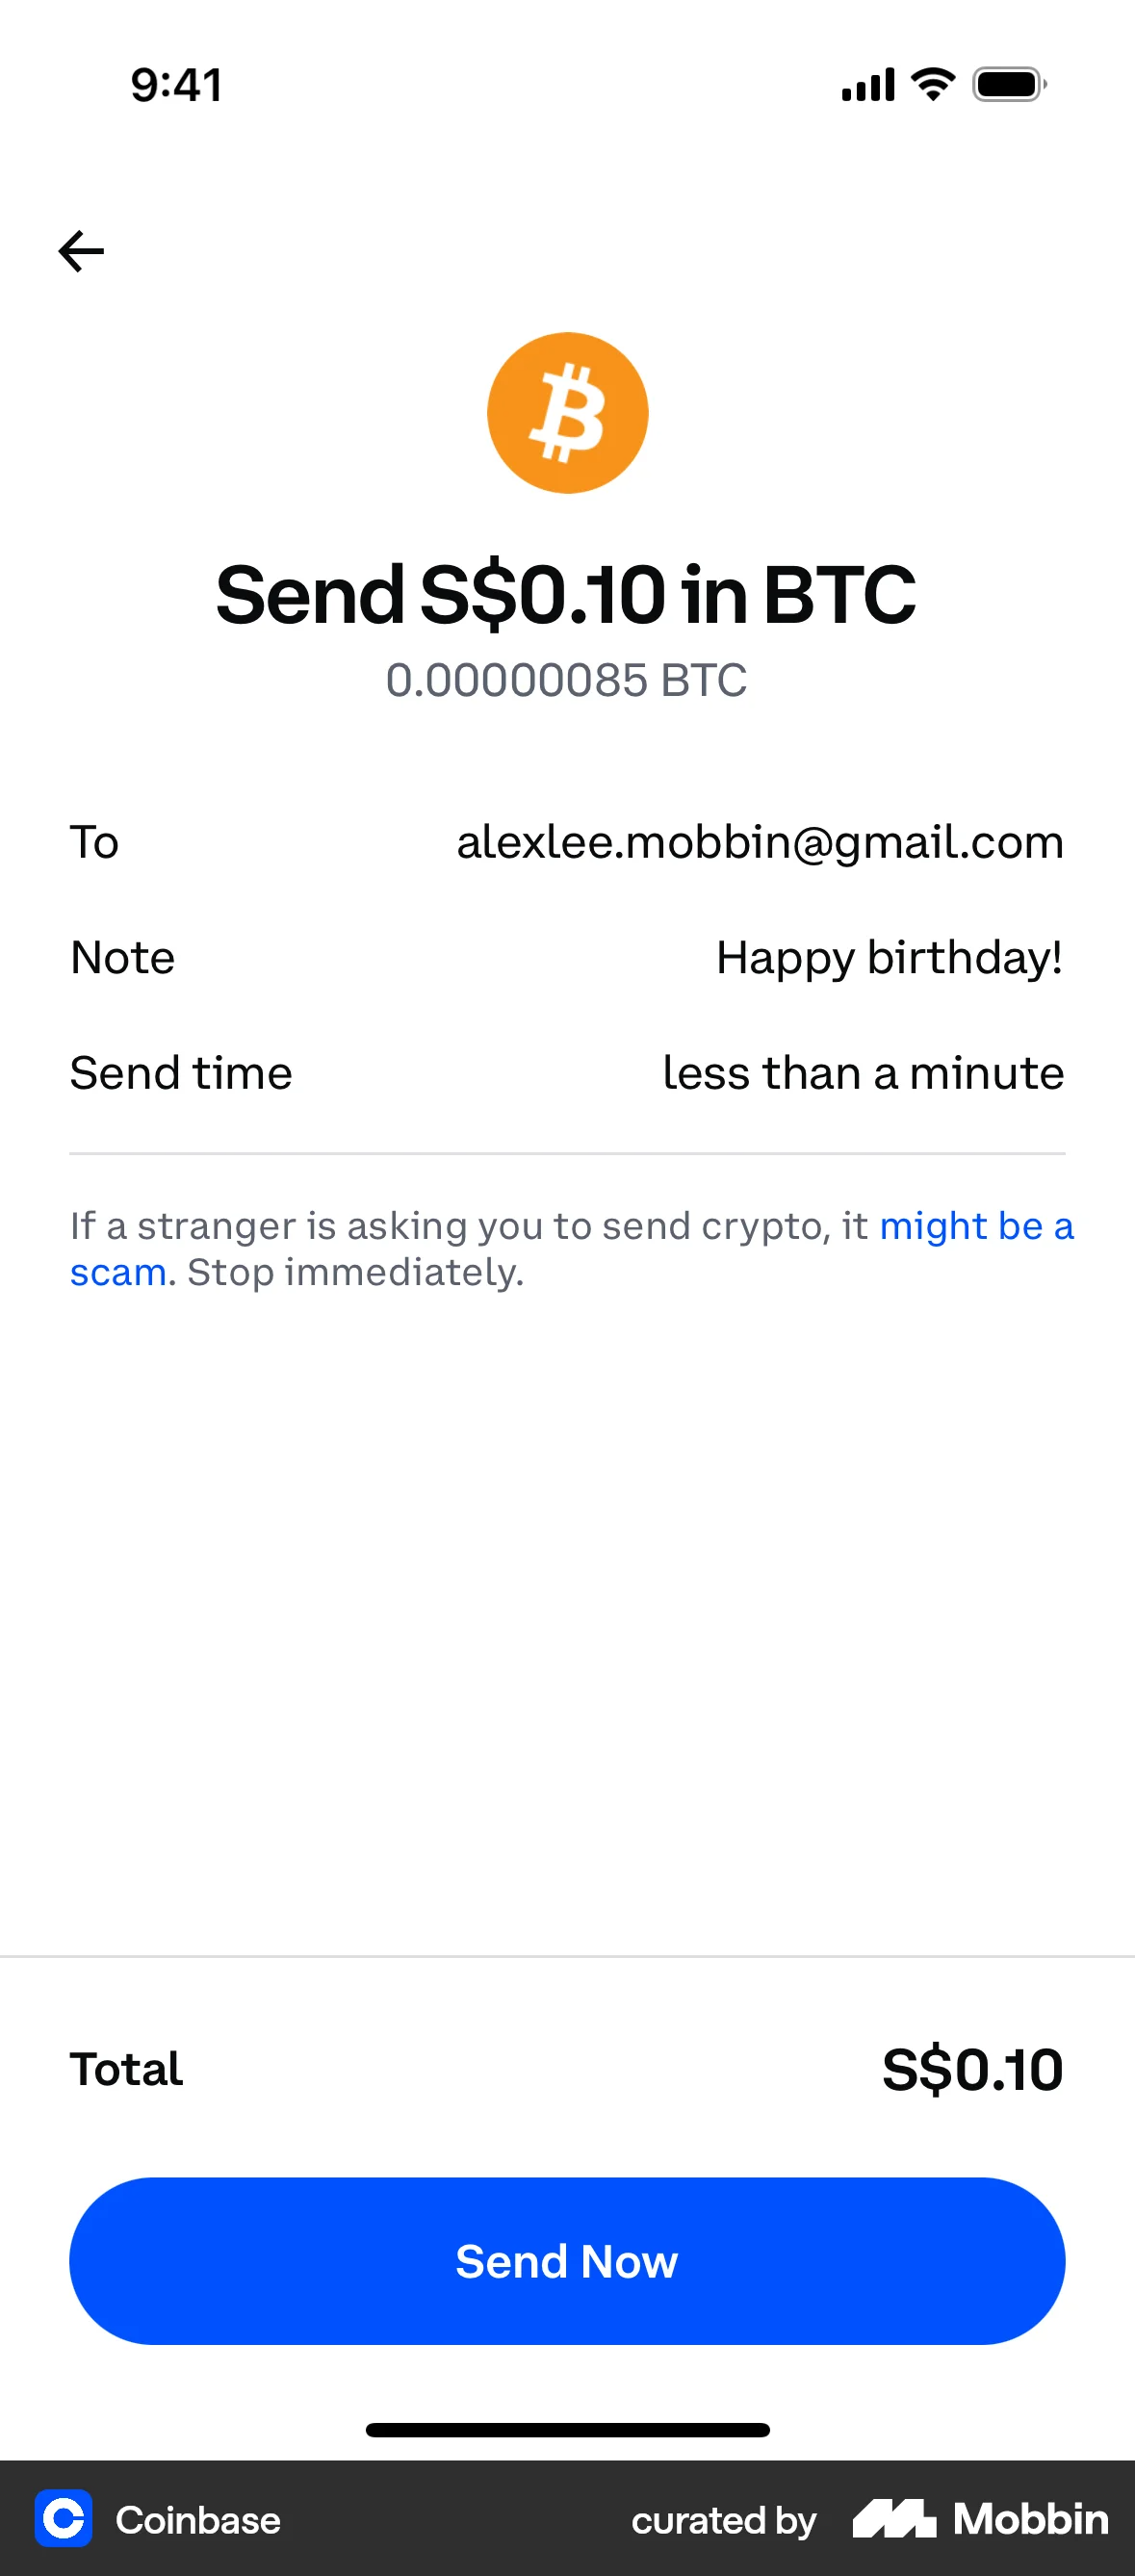 9:41
Send S$0.10 in BTC
0.00000085 BTC
To alexlee.mobbin@gmail.com
Note Happy birthday!
Send time less than a minute
If a stranger is asking you to send crypto, it might be a
scam. Stop immediately.
Total S$0.10
Send Now
Coinbase curated by Mobbin